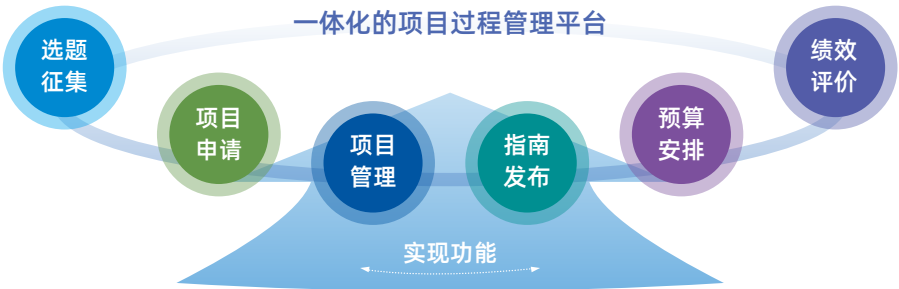 一体化的项目过程管理平台
选题
征集
项目
申请
项目
管理
指南
发布
预算
安排
绩效
评价
实现功能